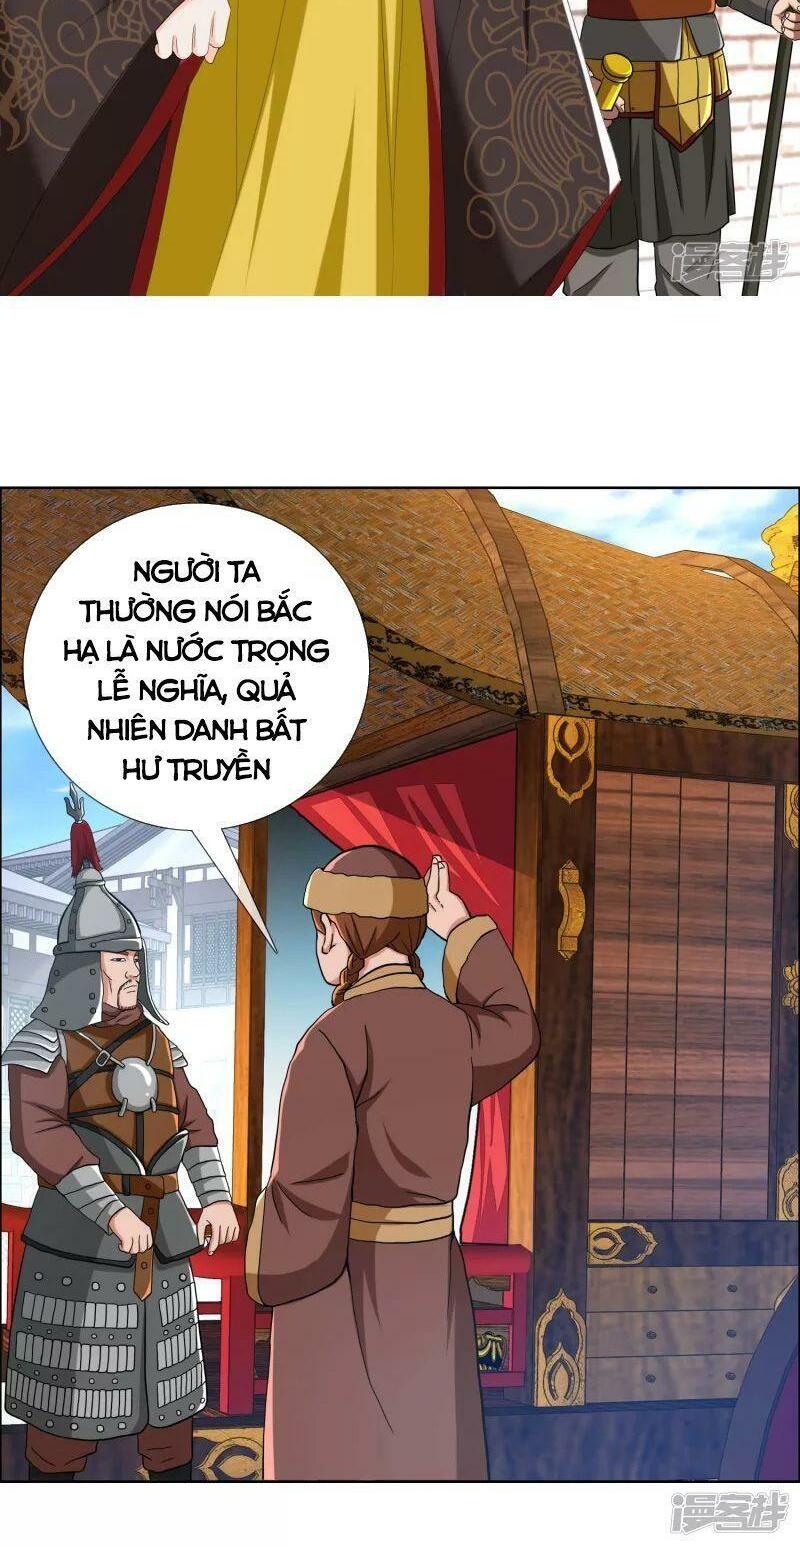 漫客栈
NGƯỜI TA
THƯỜNG NÓI BẮC
HẠ LÀ NƯỚC TRỌNG
LỄ NGHĨA, QUẢ
NHIÊN DANH BẤT
HƯ TRUYỀN
漫客栈